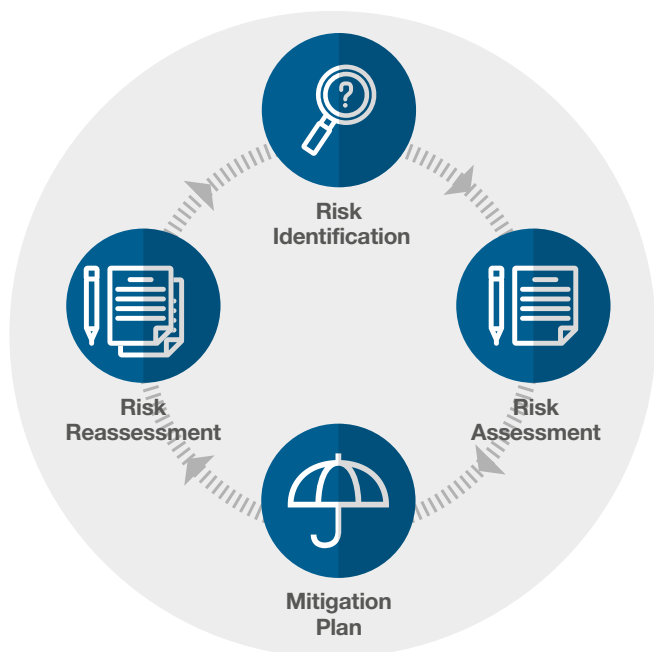 ?
Risk
Identification
Risk
Assessment
Mitigation
Plan
Risk
Reassessment